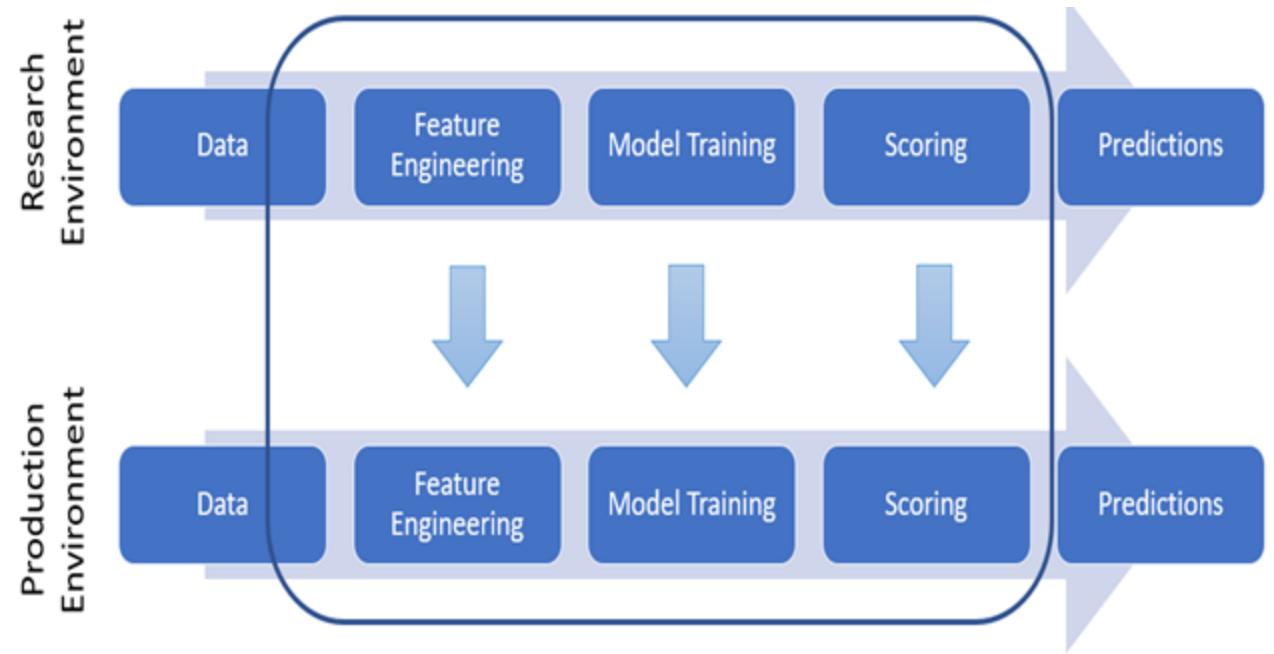 Research
Environment
Data
Feature
Engineering
Model Training
Scoring
Predictions
Production
Environment
Data
Feature
Engineering
Model Training
Scoring
Predictions